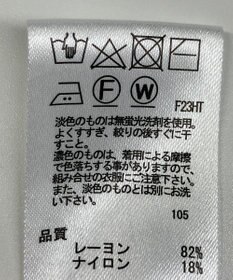 F W
F23HT
淡色のものは無蛍光洗剤を使用。
よくすすぎ、絞りの後すぐに干
すこと。
濃色のものは、着用による摩擦
で色落ちする事がありますので、
組み合せの衣服にご注意下さい。
また、淡色のものとは別にお洗
い下さい。
105
品質
レーヨン 82%
ナイロン 18%